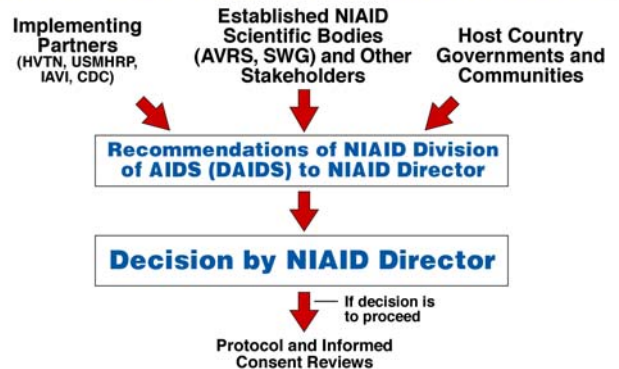 Implementing
Partners
(HVTN, USMHRP,
IAVI, CDC)
Established NIAID
Scientific Bodies
(AVRS, SWG) and Other
Stakeholders
Host Country
Governments and
Communities
Recommendations of NIAID Division
of AIDS (DAIDS) to NIAID Director
Decision by NIAID Director
If decision is
to proceed
Protocol and Informed
Consent Reviews